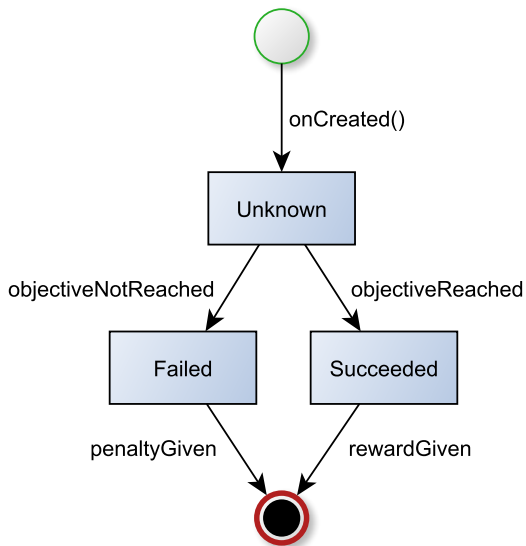 onCreated()
Unknown
objectiveNotReached
objectiveReached
Failed
Succeeded
penaltyGiven
rewardGiven